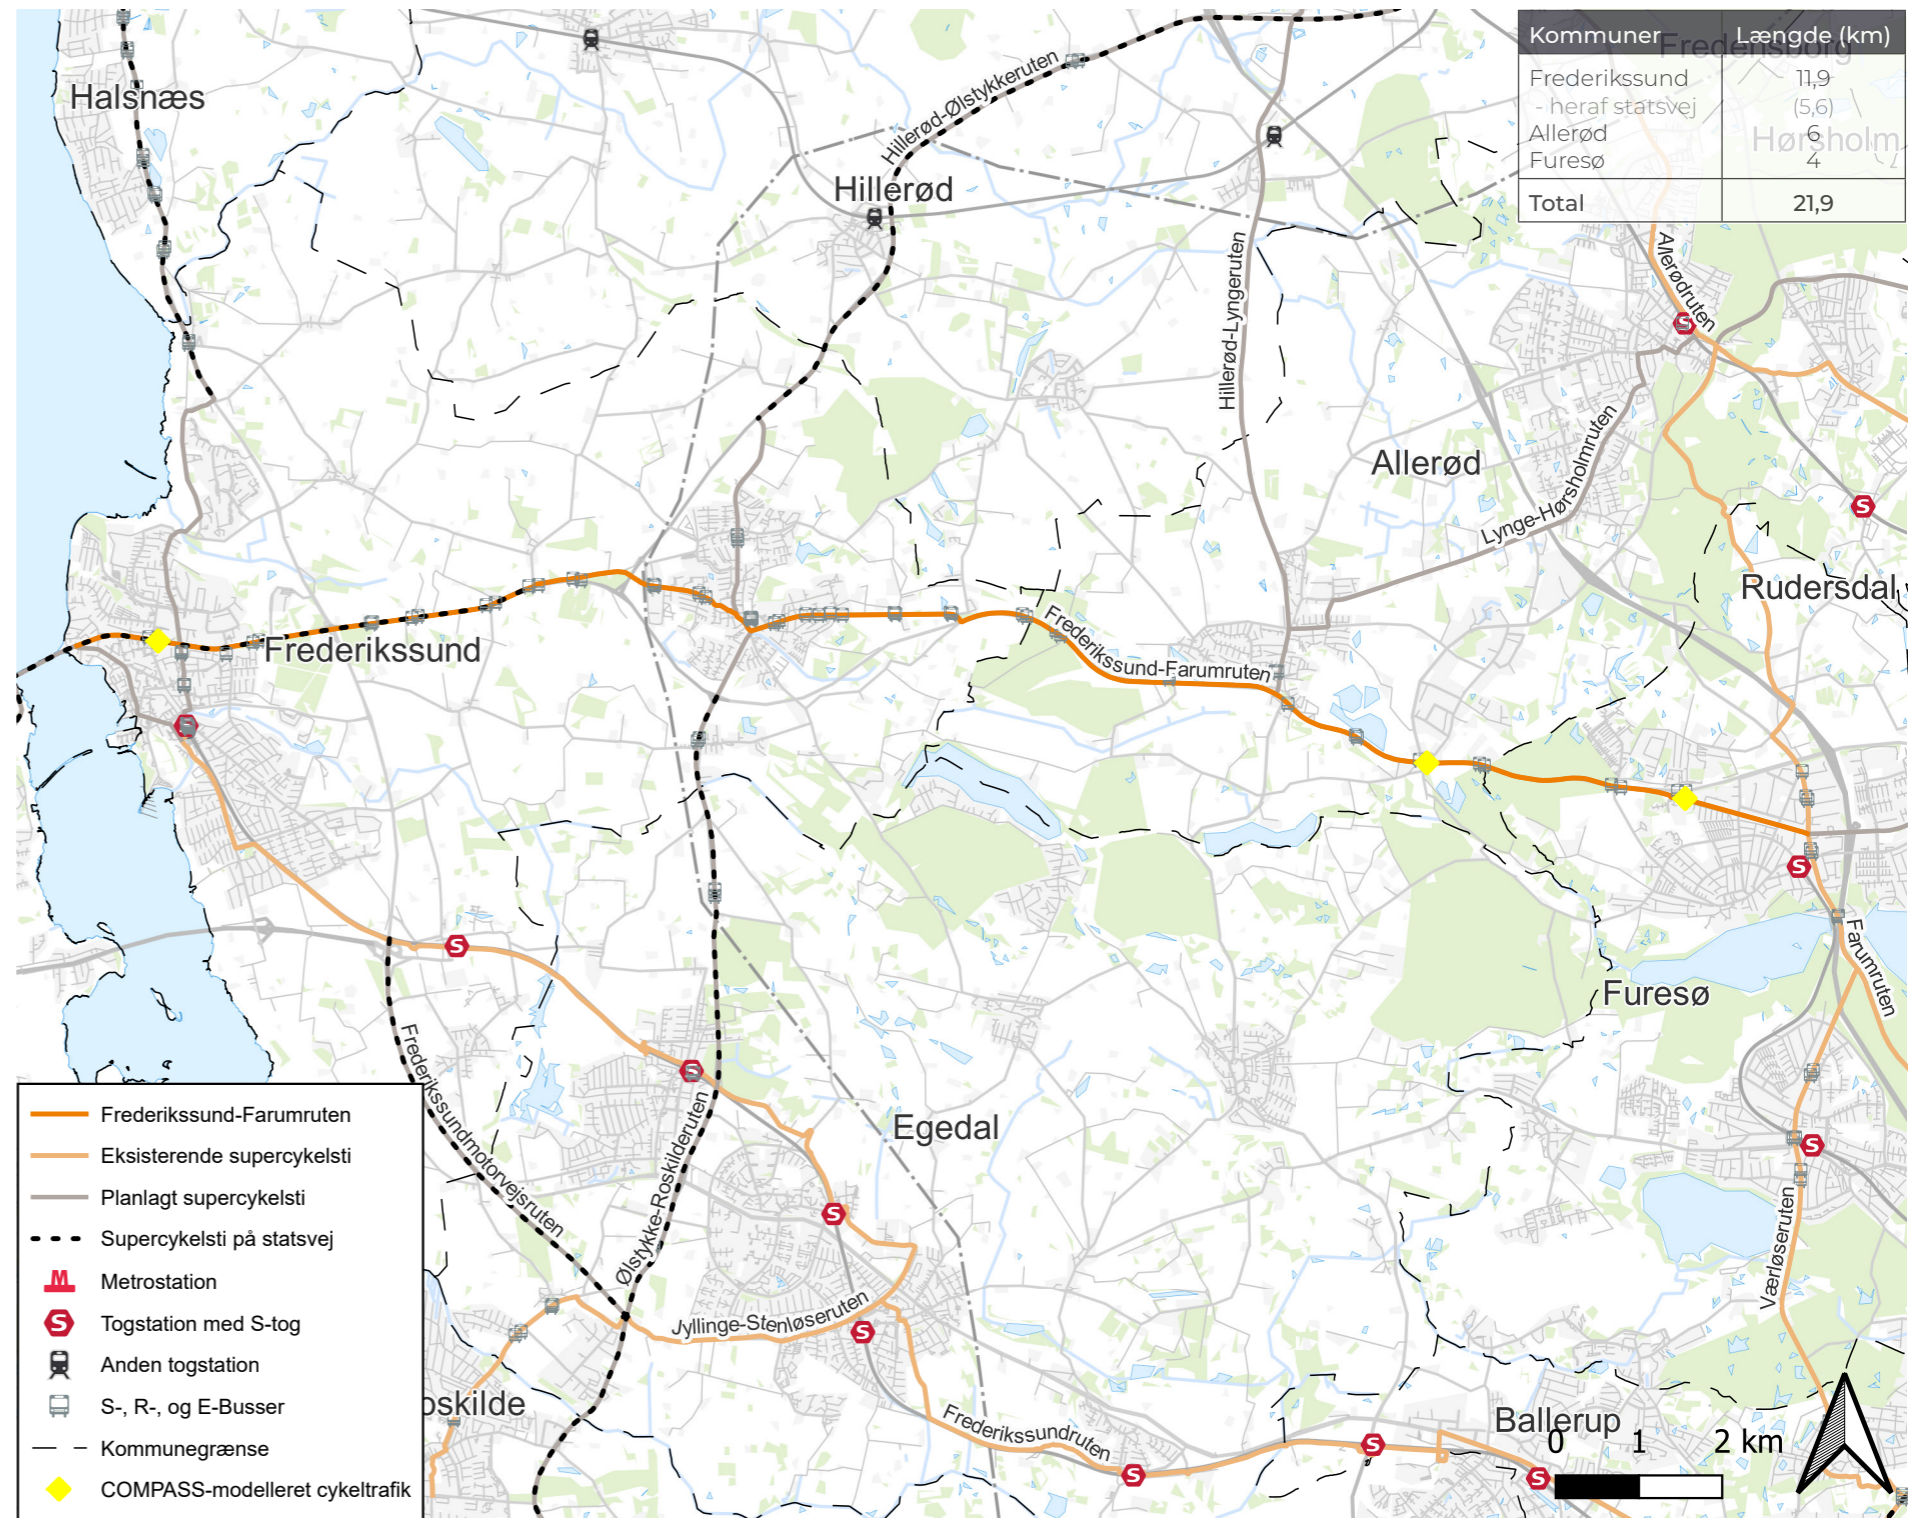 Kommuner Længde (km)
Frederikssund 11,9
- heraf statsvej (5,6)
Allerød 6
Furesø 4
Total 21,9
Fredensborg
Hørsholm
Halsnæs
Hillerød
Hillerød-Ølstykkeruten
Hillerød-Lyngeruten
Allerødruten
Allerød
Lynge-Hørsholmruten
Rudersdal
Frederikssund
Frederikssund-Farumruten
Furesø
Farumruten
Værløseruten
Egedal
Frederikssundmotorvejsruten
Ølstykke-Roskilderuten
Jyllinge-Stenløseruten
Frederikssundruten
oskilde
Ballerup
0 1 2 km
Frederikssund-Farumruten
Eksisterende supercykelsti
Planlagt supercykelsti
Supercykelsti på statsvej
M Metrostation
S Togstation med S-tog
Anden togstation
S-, R-, og E-Busser
Kommunegrænse
COMPASS-modelleret cykeltrafik
S
S
S
S
S
S
S
S
S
S
S
S